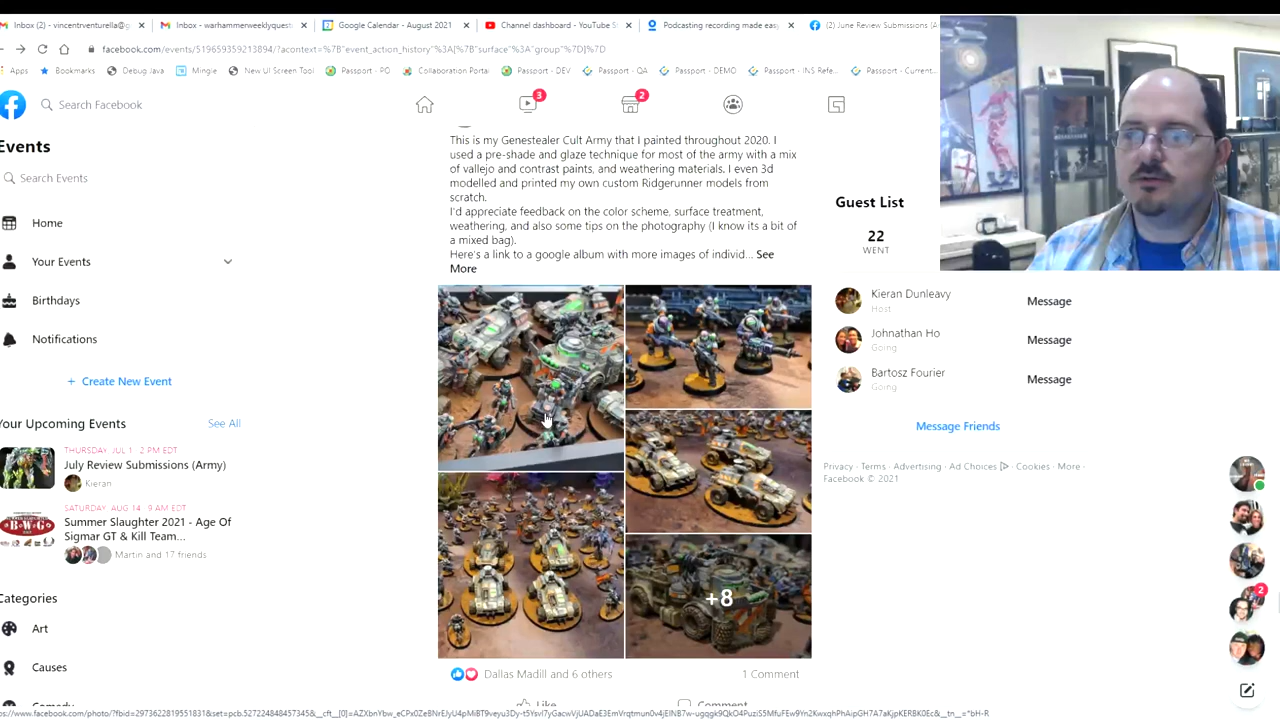 Inbox (2) - vincentrventurella@g
Inbox - warhammerweeklyquest
Google Calendar - August 2021
Channel dashboard - YouTube S
Podcasting recording made easy
(2) June Review Submissions (A
facebook.com/events/519659359213894/?acontext=%7B"event_action_history"%3A[%7B"surface"%3A"group"%7D]%7D
Apps
Bookmarks
Debug Java
Mingle
New UI Screen Tool
Passport - PG
Collaboration Portal
Passport - DEV
Passport - QA
Passport - DEMO
Passport - INS Refe...
Passport - Current...
Search Facebook
3
2
Events
Search Events
Home
Your Events
Birthdays
Notifications
+ Create New Event
Your Upcoming Events
See All
THURSDAY, JUL 1 · 2 PM EDT
July Review Submissions (Army)
Kieran
SATURDAY, AUG 14 · 9 AM EDT
Summer Slaughter 2021 - Age Of
Sigmar GT & Kill Team...
Martin and 17 friends
Categories
Art
Causes
Comedy
This is my Genestealer Cult Army that I painted throughout 2020. I
used a pre-shade and glaze technique for most of the army with a mix
of vallejo and contrast paints, and weathering materials, I even 3d
modelled and printed my own custom Ridgerunner models from
scratch.
I'd appreciate feedback on the color scheme, surface treatment,
weathering, and also some tips on the photography (I know its a bit of
a mixed bag).
Here's a link to a google album with more images of individ... See
More
+8
Dallas Madill and 6 others
1 Comment
Like
Comment
Guest List
22
WENT
Kieran Dunleavy
Host
Message
Johnathan Ho
Going
Message
Bartosz Fourier
Going
Message
Message Friends
Privacy · Terms · Advertising · Ad Choices · Cookies · More ·
Facebook © 2021
2